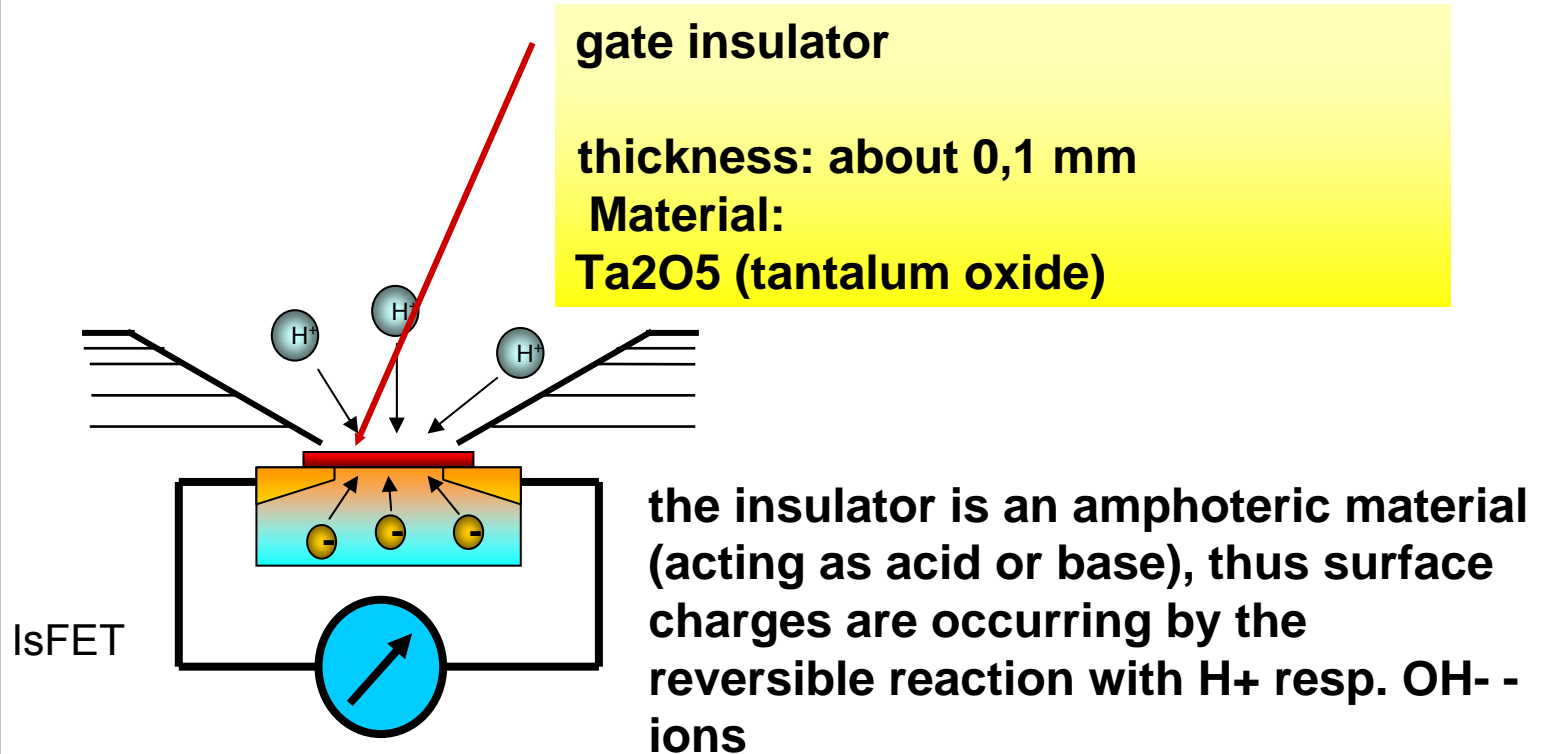 gate insulator
thickness: about 0,1 mm
Material:
Ta2O5 (tantalum oxide)
H+
H+
H+
-
-
-
the insulator is an amphoteric material
(acting as acid or base), thus surface
charges are occurring by the
reversible reaction with H+ resp. OH- -
ions
IsFET